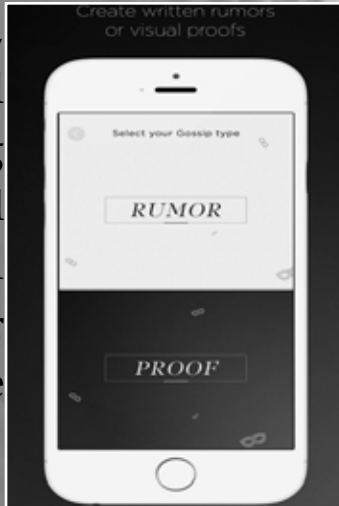 Create written rumors
or visual proofs
Select your Gossip type
RUMOR
PROOF